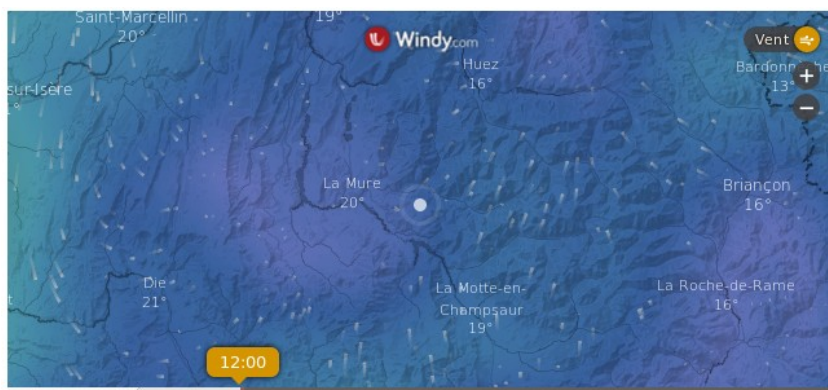 Saint-Marcellin
20°
19°
Windy.com
Vent
Huez
16°
13°
sur-Isère
+
−
La Mure
20°
Briançon
16°
Die
21°
La Motte-en-
Champsaur
19°
La Roche-de-Rame
16°
12:00